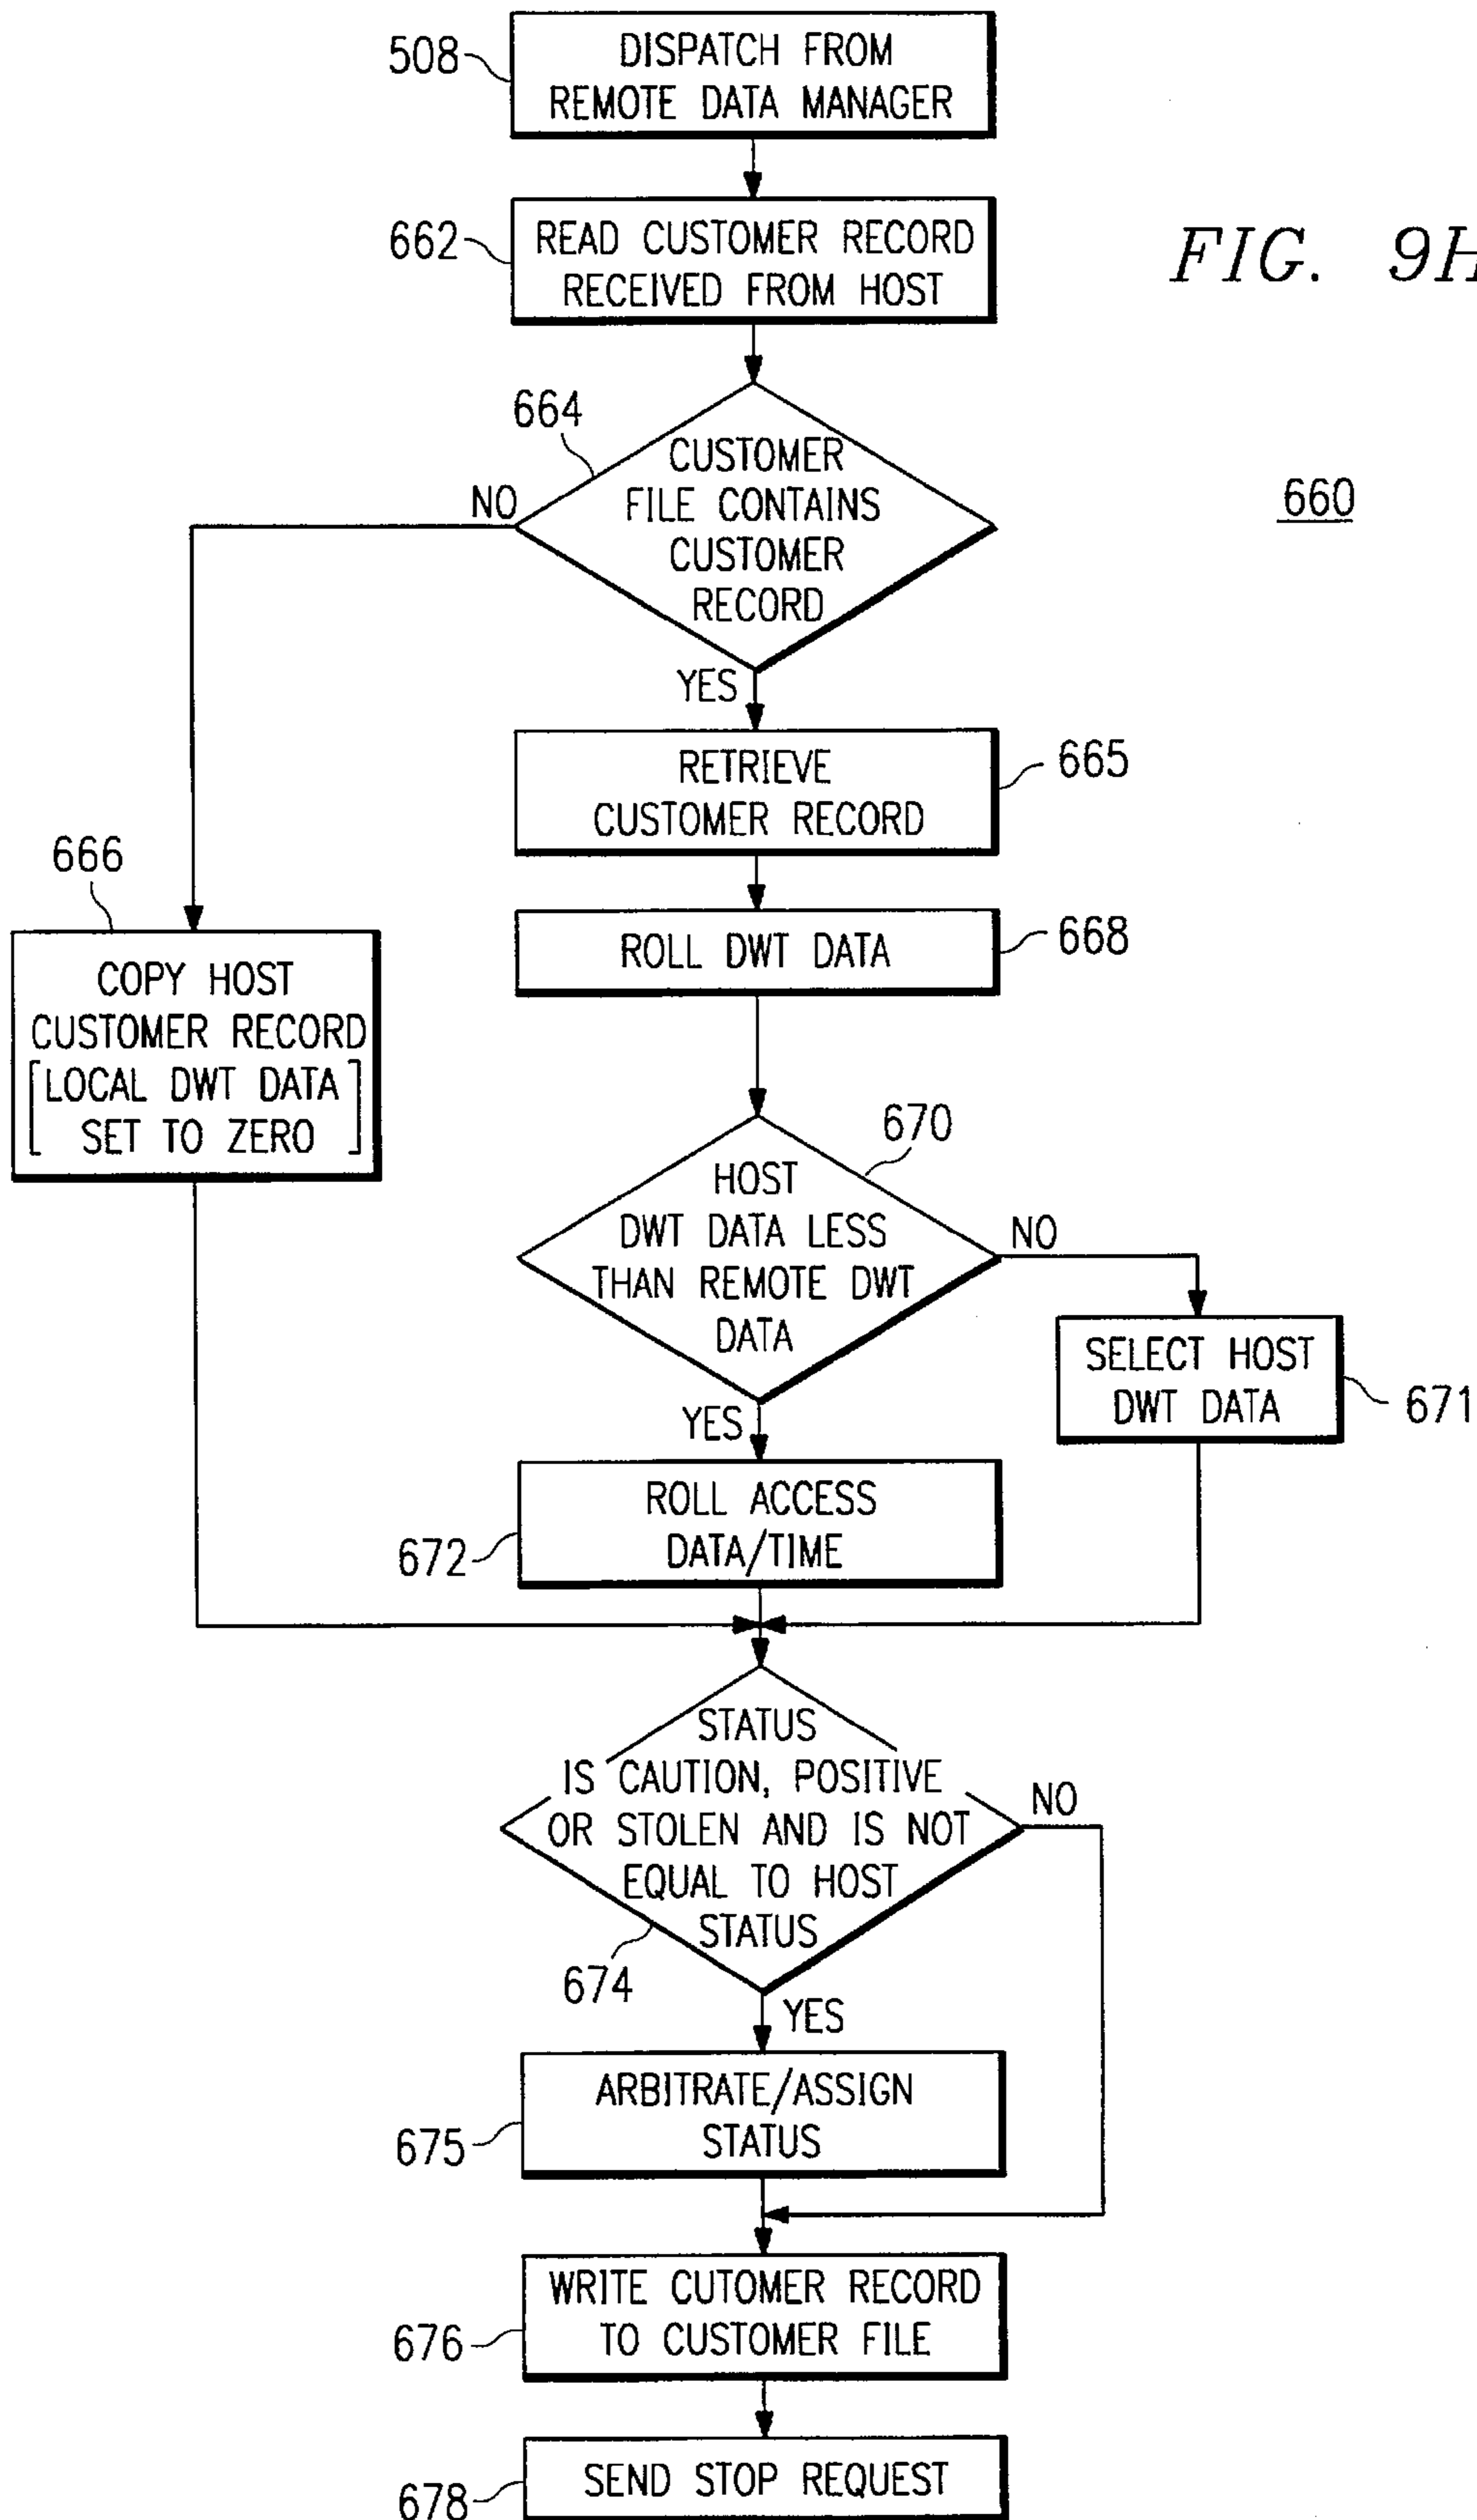 508
DISPATCH FROM
REMOTE DATA MANAGER
662
READ CUSTOMER RECORD
RECEIVED FROM HOST
FIG. 9H
664
CUSTOMER
FILE CONTAINS
CUSTOMER
RECORD
NO
660
YES
RETRIEVE
CUSTOMER RECORD
665
666
COPY HOST
CUSTOMER RECORD
[LOCAL DWT DATA
SET TO ZERO]
ROLL DWT DATA
668
670
HOST
DWT DATA LESS
THAN REMOTE DWT
DATA
NO
SELECT HOST
DWT DATA
671
YES
ROLL ACCESS
DATA/TIME
672
STATUS
IS CAUTION, POSITIVE
OR STOLEN AND IS NOT
EQUAL TO HOST
STATUS
NO
674
YES
ARBITRATE/ASSIGN
STATUS
675
WRITE CUTOMER RECORD
TO CUSTOMER FILE
676
SEND STOP REQUEST
678